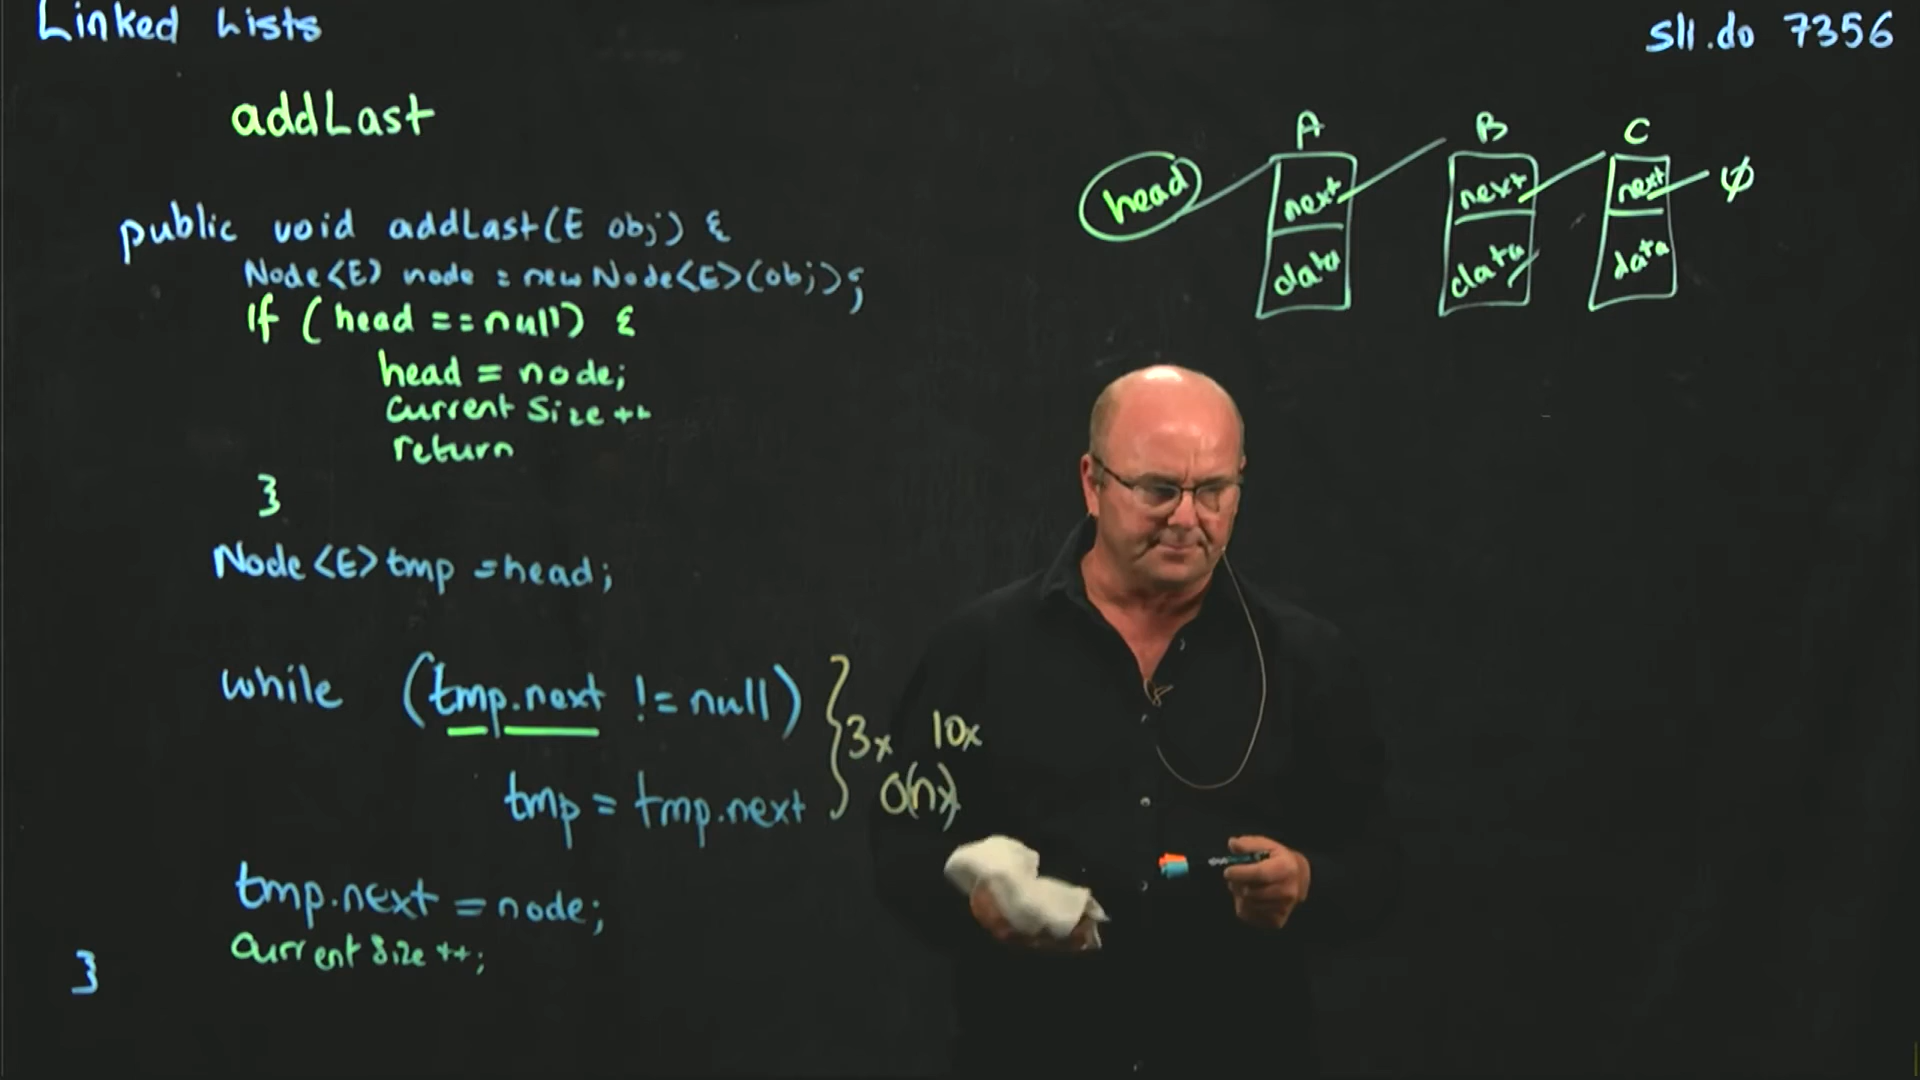 Linked Lists
sli.do 7356
addLast
public void addLast(E obj) {
Node<E> node = new Node<E>(obj);
If (head == null) {
head = node;
Current Size ++
return
}
Node<E> tmp = head;
while (tmp.next != null)
tmp = tmp.next
3x 10x
O(n)
tmp.next = node;
Current Size ++;
}
A B C
head
next next next ∅
data data data